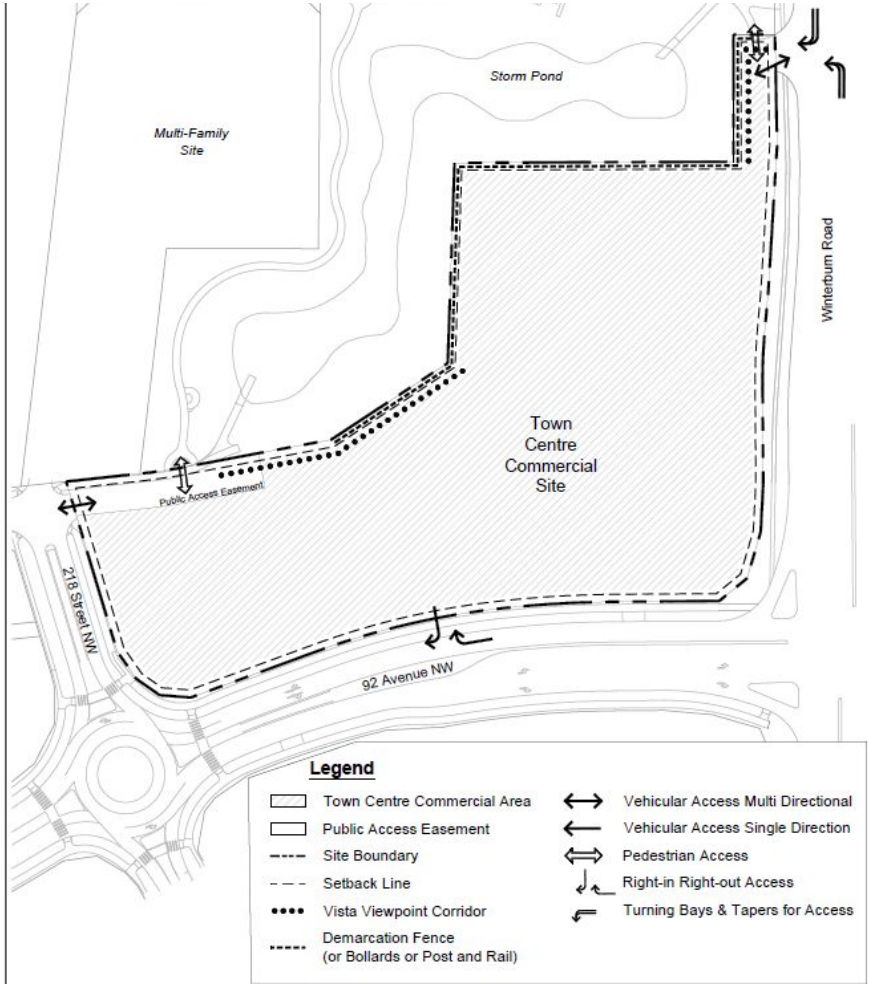 Storm Pond
Multi-Family
Site
Winterburn Road
Town
Centre
Commercial
Site
Public Access Easement
218 Street NW
92 Avenue NW
Legend
Town Centre Commercial Area
Public Access Easement
Site Boundary
Setback Line
Vista Viewpoint Corridor
Demarcation Fence
(or Bollards or Post and Rail)
Vehicular Access Multi Directional
Vehicular Access Single Direction
Pedestrian Access
Right-in Right-out Access
Turning Bays & Tapers for Access